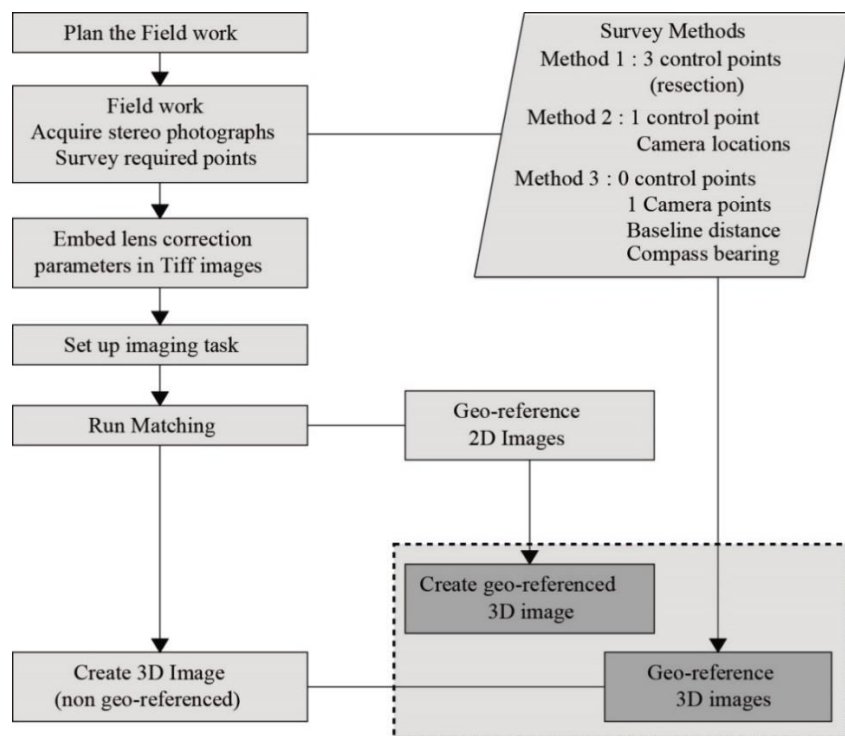 Plan the Field work
Field work
Acquire stereo photographs
Survey required points
Embed lens correction
parameters in Tiff images
Set up imaging task
Run Matching
Create 3D Image
(non geo-referenced)
Survey Methods
Method 1 : 3 control points
(resection)
Method 2 : 1 control point
Camera locations
Method 3 : 0 control points
1 Camera points
Baseline distance
Compass bearing
Geo-reference
2D Images
Create geo-referenced
3D image
Geo-reference
3D images